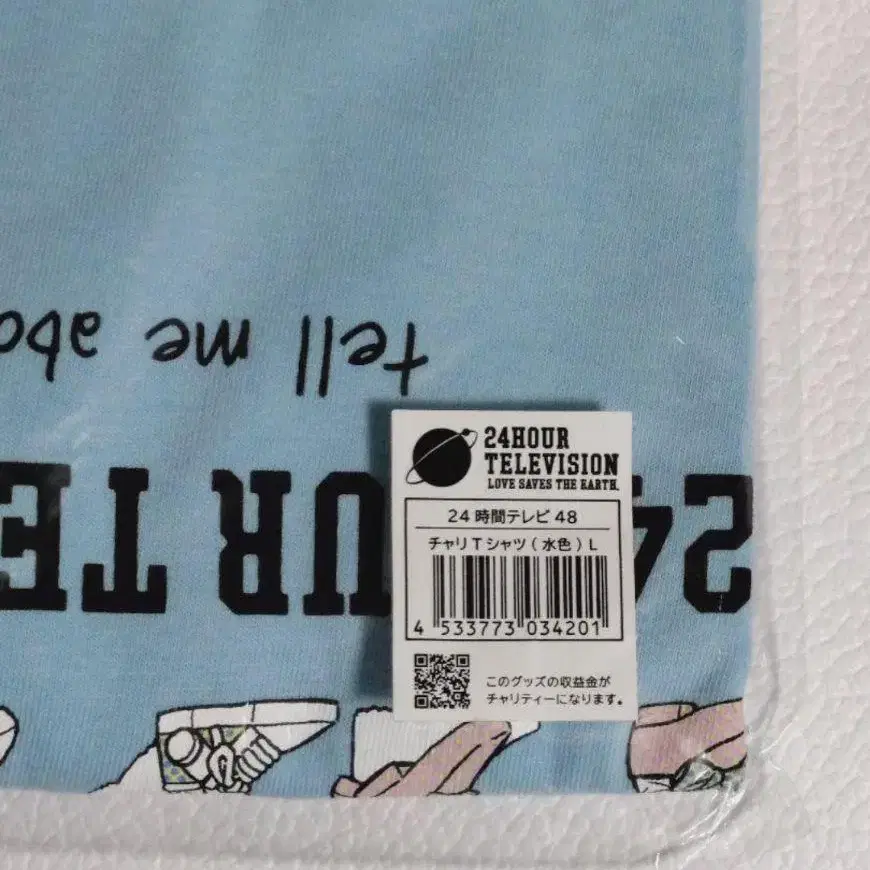 tell me abo
24 UR TE
24HOUR
TELEVISION
LOVE SAVES THE EARTH.
24時間テレビ48
チャリTシャツ(水色)L
4 533773 034201
このグッズの収益金が
チャリティーになります。